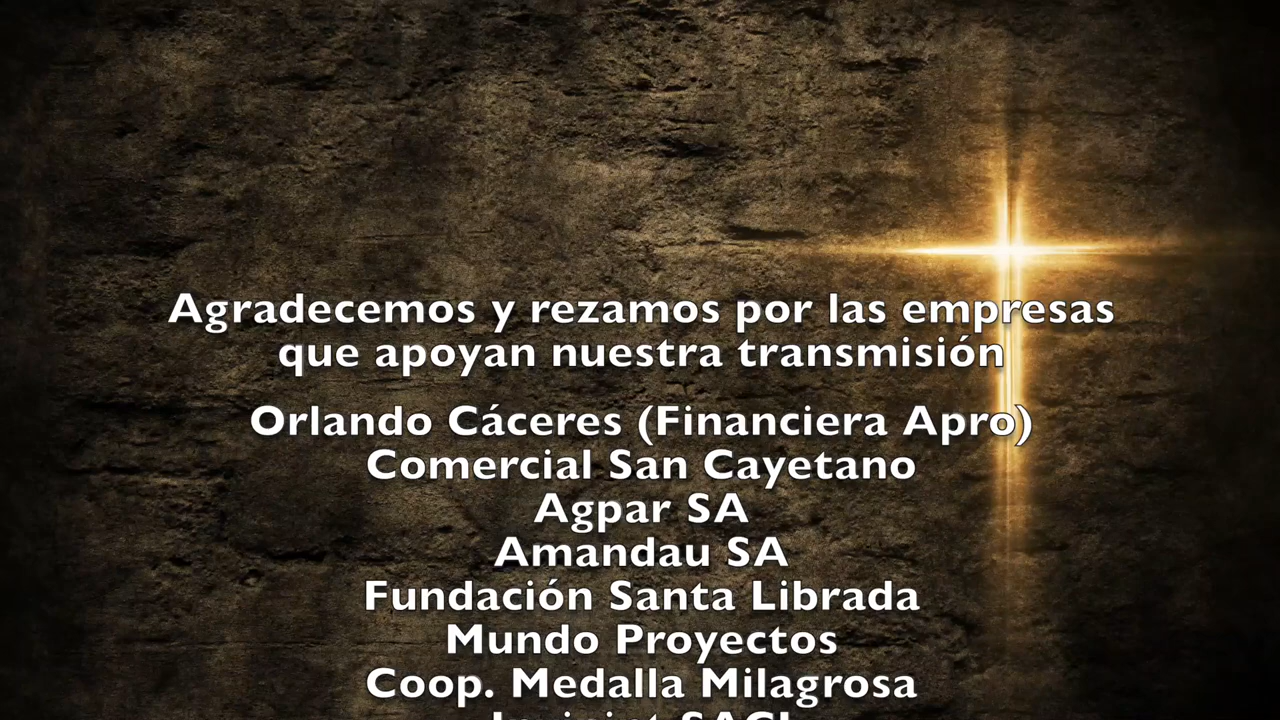 Agradecemos y rezamos por las empresas
que apoyan nuestra transmisión
Orlando Cáceres (Financiera Apro)
Comercial San Cayetano
Agpar SA
Amandau SA
Fundación Santa Librada
Mundo Proyectos
Coop. Medalla Milagrosa